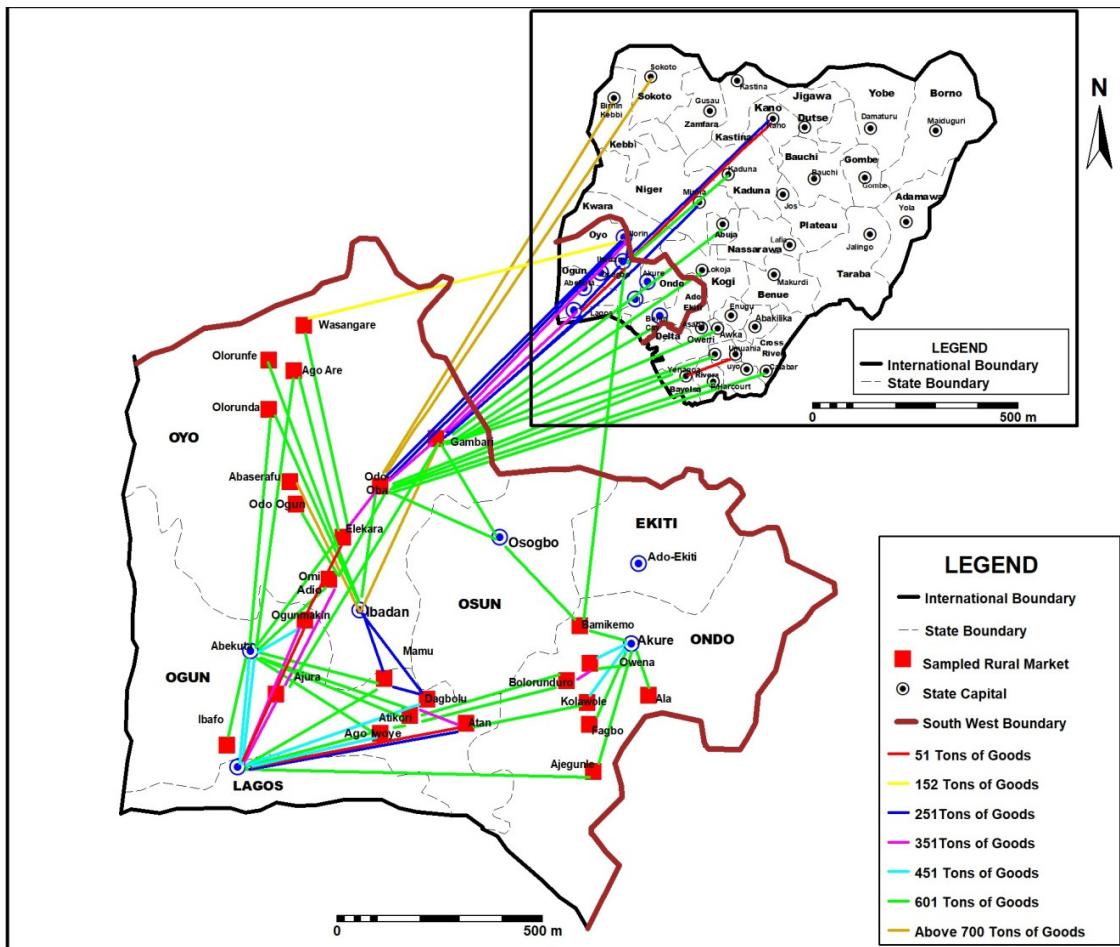 N
Sokoto
Kastina
Birnin
Kebbi
Sokoto
Gusau
Zamfara
Kano
Kano
Jigawa
Dutse
Yobe
Damaturu
Borno
Maiduguri
Kebbi
Kastina
Bauchi
Bauchi
Gombe
Gombe
Niger
Minna
Kaduna
Kaduna
Jos
Adamawa
Yola
Kwara
Plateau
Oyo
Ilorin
Abuja
Nassarawa
Lafia
Jalingo
Taraba
Ogun
Akure
Ondo
Lokoja
Kogi
Makurdi
Benue
Abekuta
Lagos
Ado
Ekiti
Enugu
Abakilika
Delta
Awka
Owerri
Cross
River
Umuahia
Yenagoa
Rivers
uyo
Calabar
Bayelsa
P/Harcourt
LEGEND
International Boundary
State Boundary
0 500 m
Wasangare
Olorunfe
Ago Are
Olorunda
OYO
Gambari
Abaserafu
Odo
Oba
Odo Ogun
Elekara
Osogbo
EKITI
Ado-Ekiti
Omi
Adio
Ibadan
OSUN
Ogunmakin
Bamikemo
Abekuta
Mamu
Akure
ONDO
OGUN
Ajura
Owena
Bolorunduro
Dagbolu
Kolawole
Ala
Ibafo
Atikori
Atan
Fagbo
Ago Iwoye
Ajegunle
LAGOS
0 500 m
LEGEND
International Boundary
State Boundary
Sampled Rural Market
State Capital
South West Boundary
51 Tons of Goods
152 Tons of Goods
251Tons of Goods
351Tons of Goods
451 Tons of Goods
601 Tons of Goods
Above 700 Tons of Goods